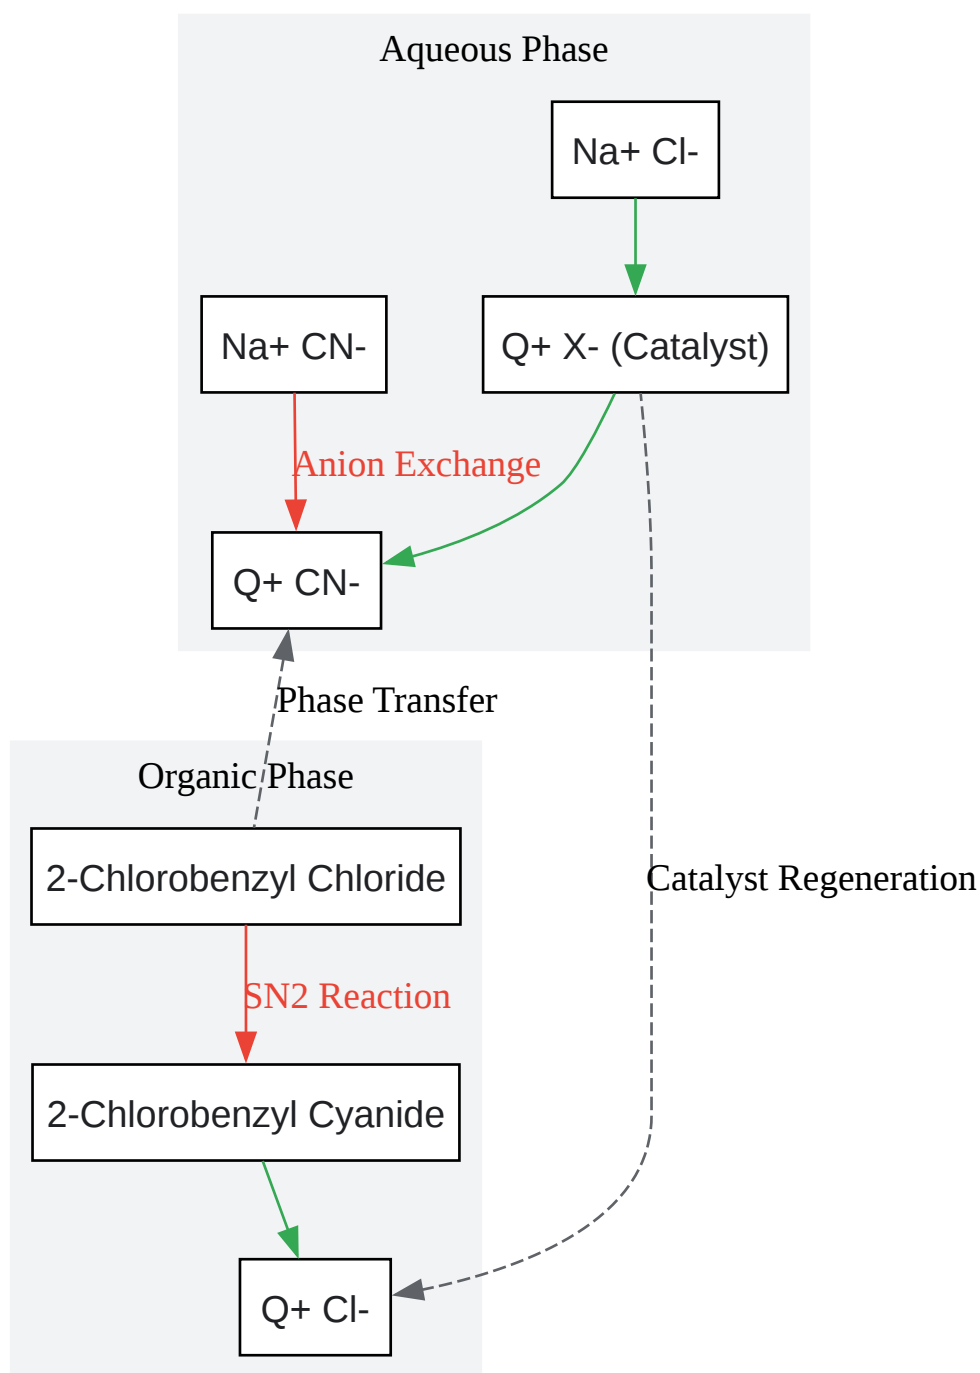 Aqueous Phase
Na+ Cl-
Na+ CN-
Q+ X- (Catalyst)
Anion Exchange
Q+ CN-
Phase Transfer
Organic Phase
2-Chlorobenzyl Chloride
Catalyst Regeneration
SN2 Reaction
2-Chlorobenzyl Cyanide
Q+ Cl-